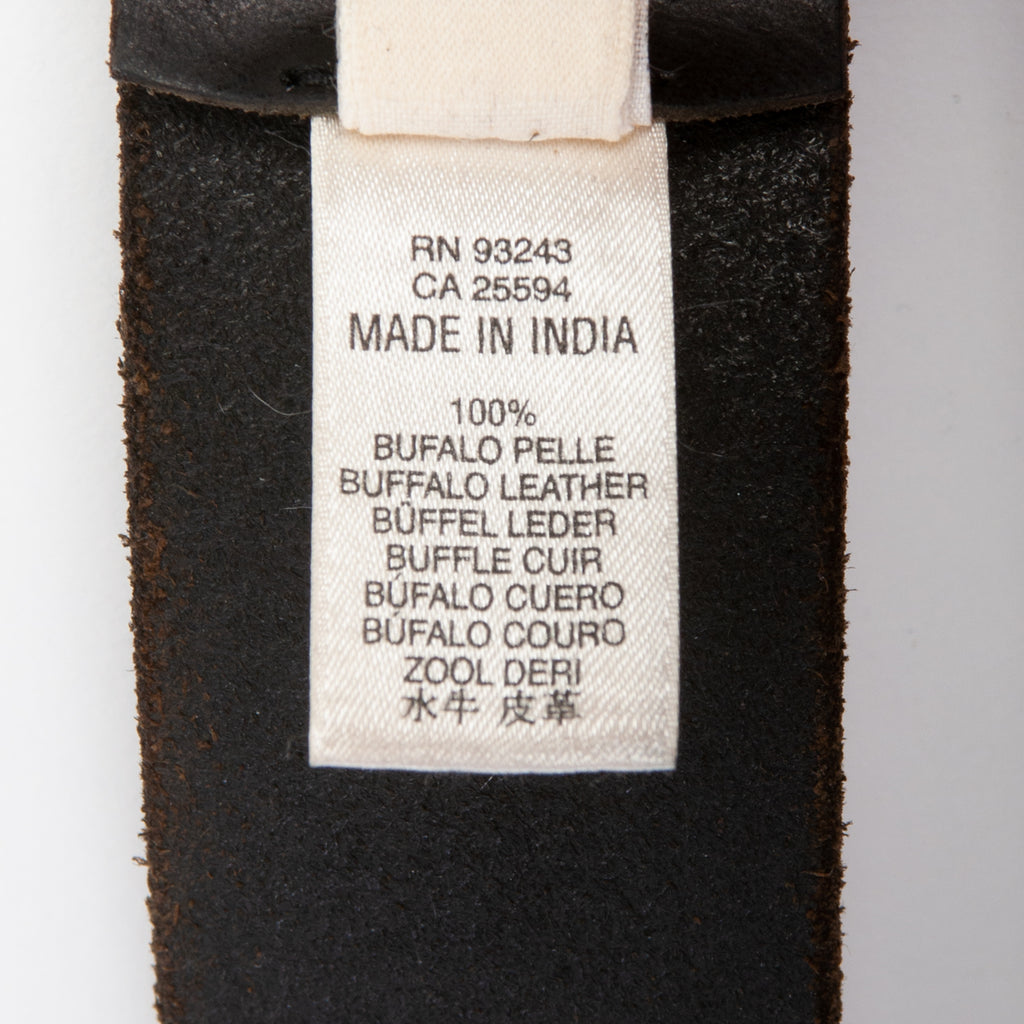 RN 93243
CA 25594
MADE IN INDIA
100%
BUFALO PELLE
BUFFALO LEATHER
BÜFFEL LEDER
BUFFLE CUIR
BÚFALO CUERO
BÚFALO COURO
ZOOL DERI
水牛 皮革